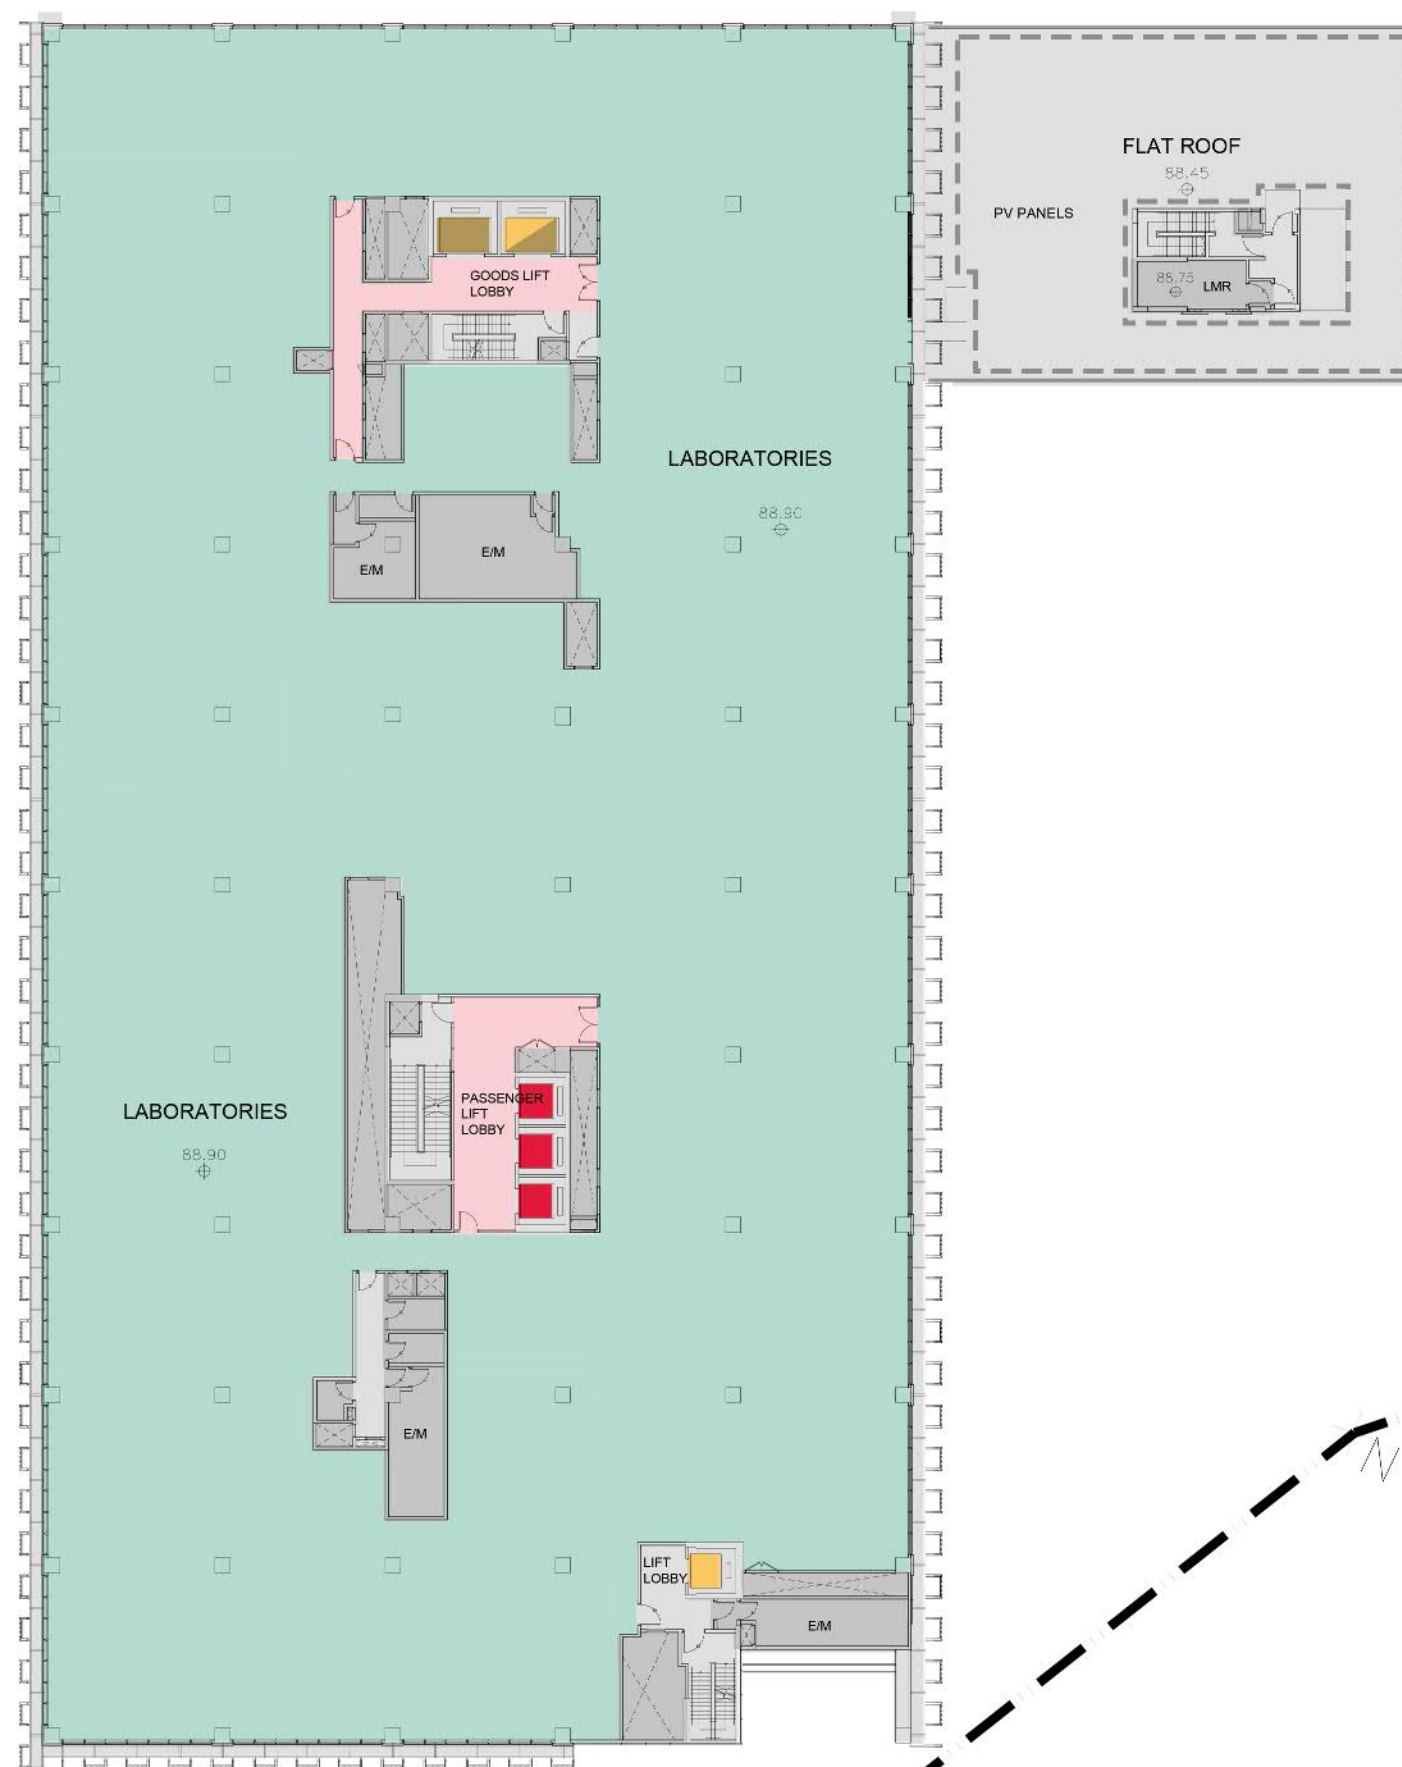 FLAT ROOF
88.45
PV PANELS
88.75
LMR
GOODS LIFT
LOBBY
LABORATORIES
88.90
E/M
E/M
PASSENGER
LIFT
LOBBY
LABORATORIES
88.90
E/M
LIFT
LOBBY
E/M
N